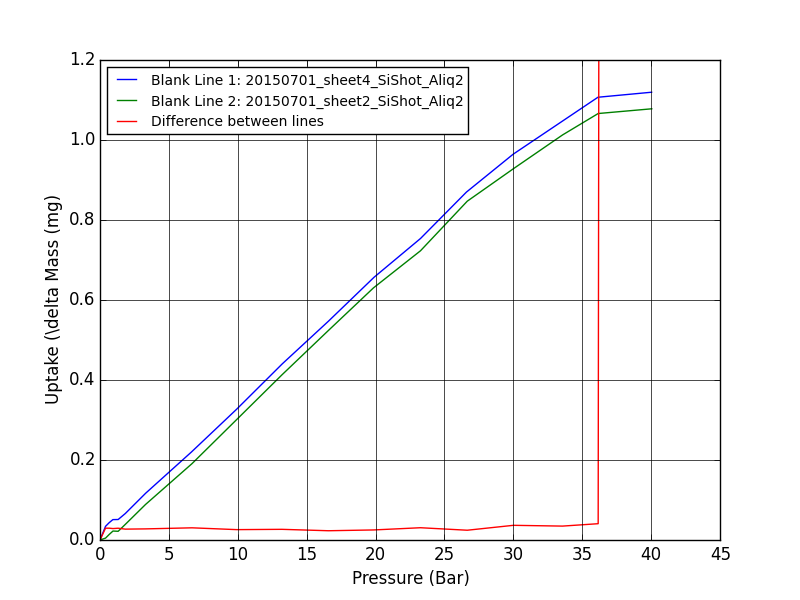 Blank Line 1: 20150701_sheet4_SiShot_Aliq2
Blank Line 2: 20150701_sheet2_SiShot_Aliq2
Difference between lines
1.2
1.0
0.8
0.6
0.4
0.2
0.0
Uptake (\delta Mass (mg)
0 5 10 15 20 25 30 35 40 45
Pressure (Bar)